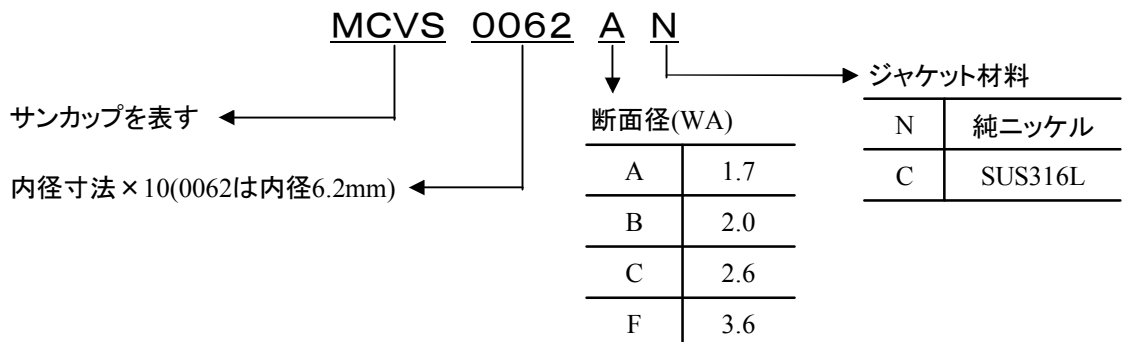 MCVS 0062 A N
ジャケット材料
N 純ニッケル
C SUS316L
サンカップを表す
内径寸法×10(0062は内径6.2mm)
断面径(WA)
A 1.7
B 2.0
C 2.6
F 3.6